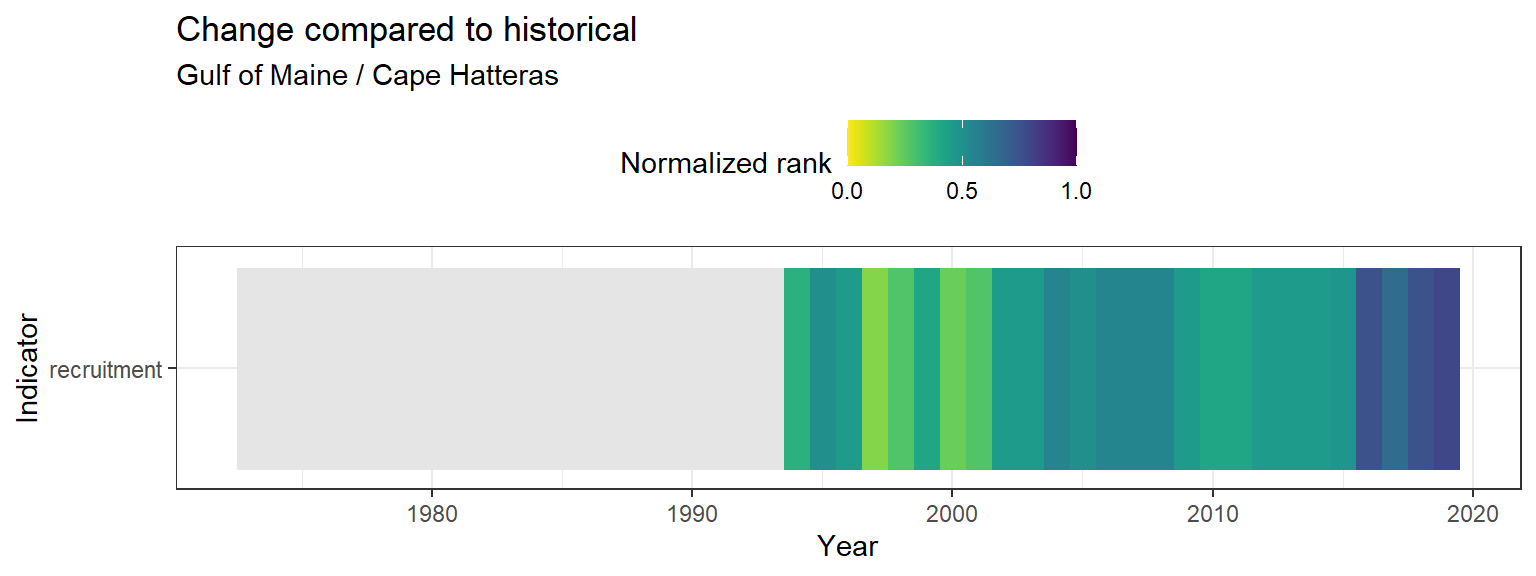 Change compared to historical
Gulf of Maine / Cape Hatteras
Normalized rank
0.0 0.5 1.0
Indicator
recruitment
1980 1990 2000 2010 2020
Year